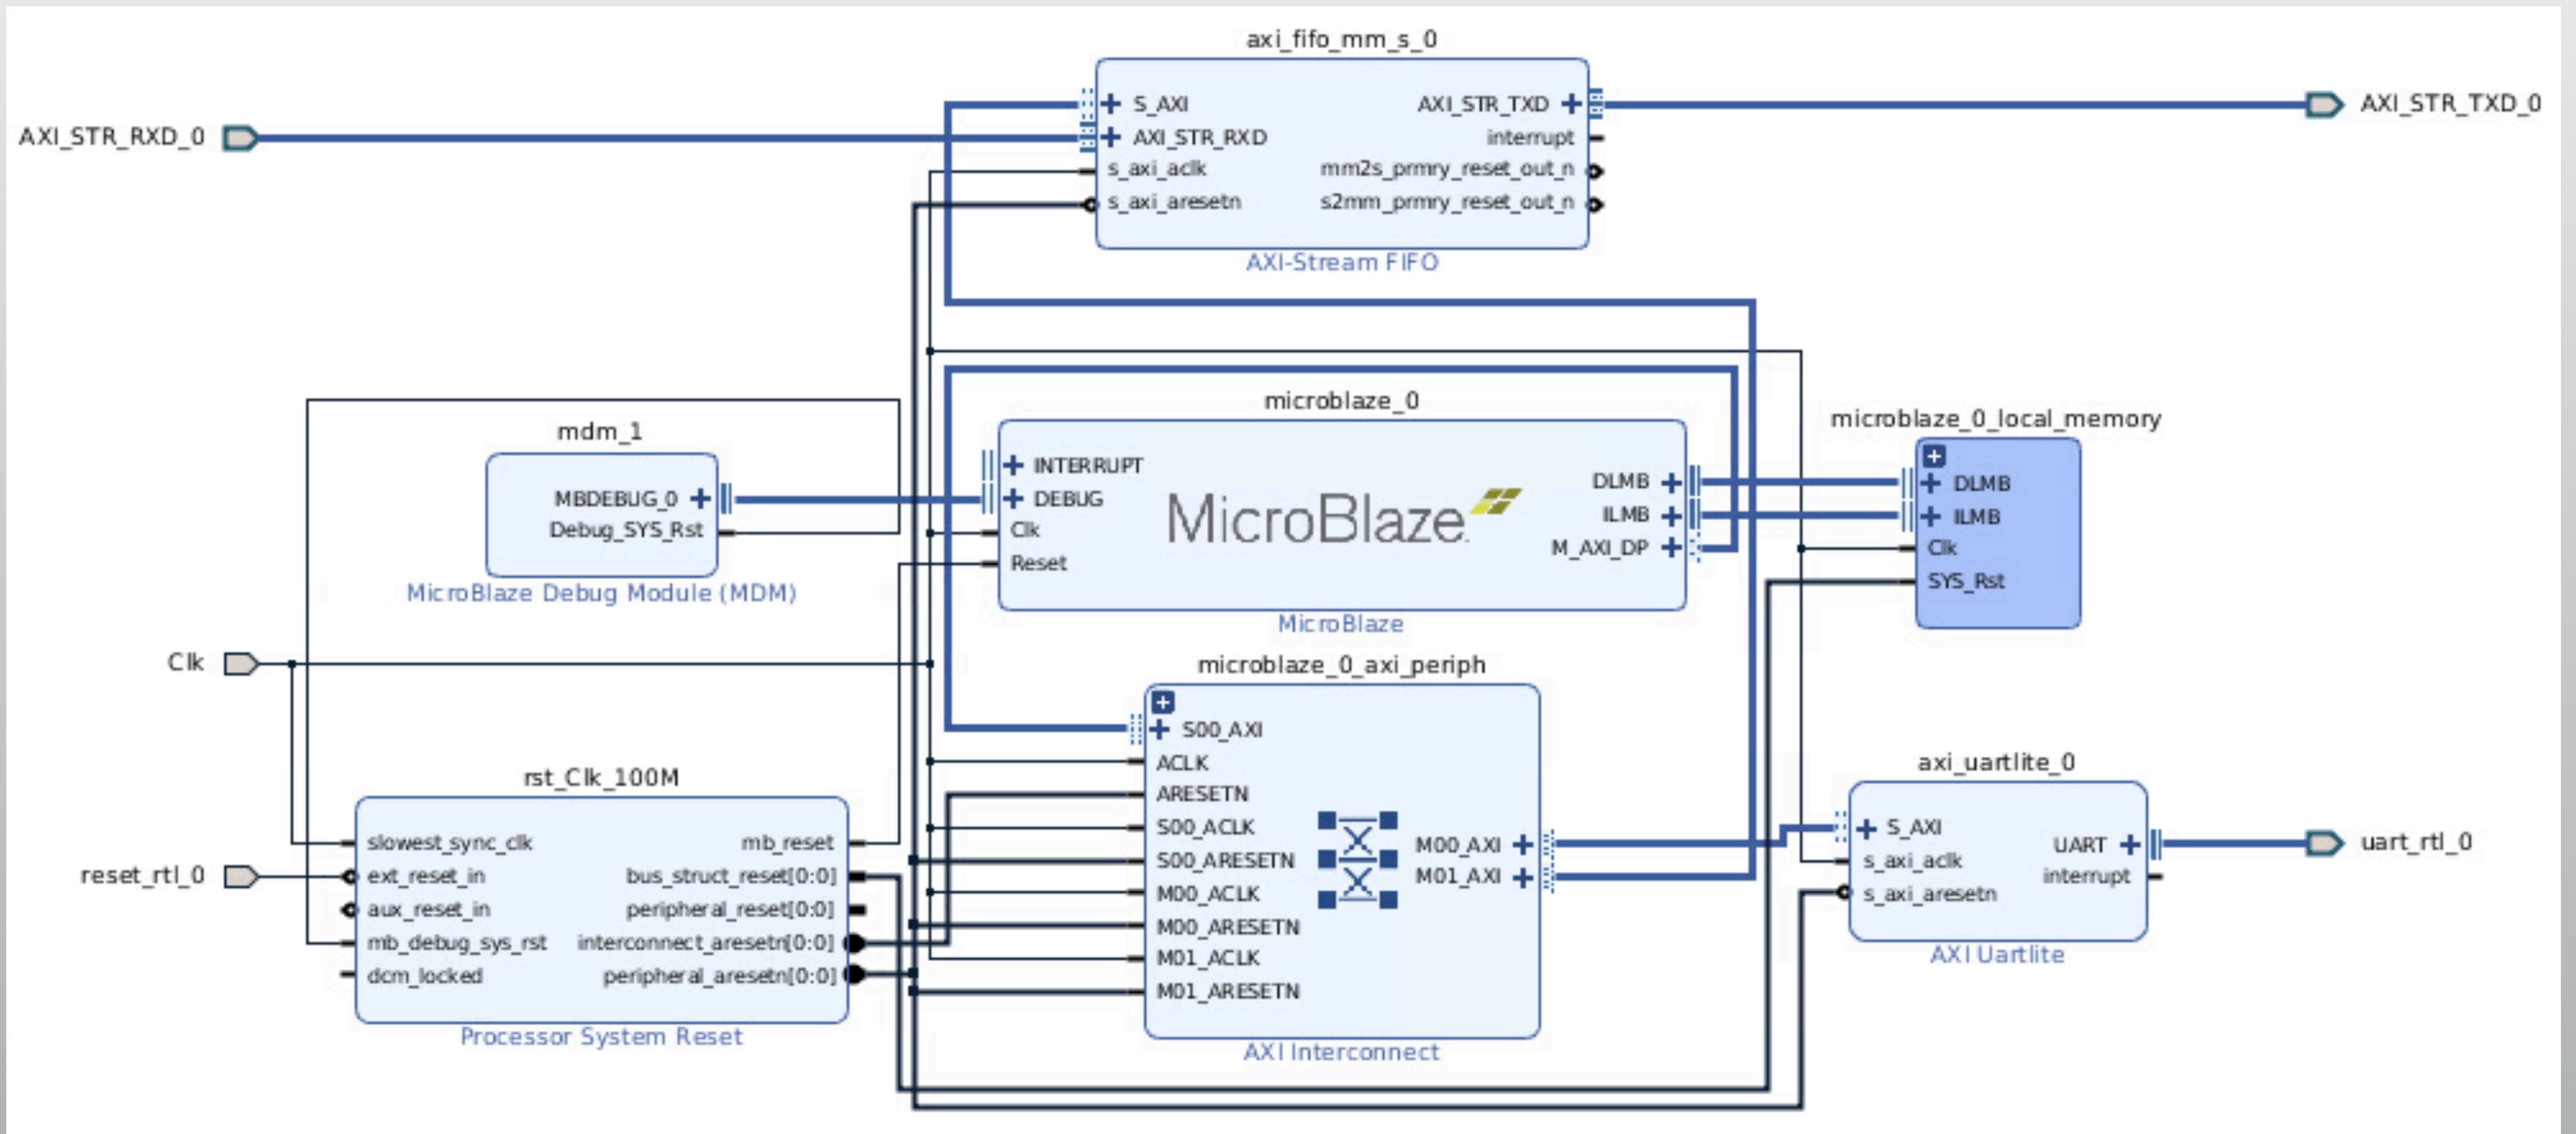 axi_fifo_mm_s_0
S_AXI
AXI_STR_RXD
s_axi_aclk
s_axi_aresetn
AXI_STR_TXD
interrupt
mm2s_prmry_reset_out_n
s2mm_prmry_reset_out_n
AXI-Stream FIFO
AXI_STR_RXD_0
AXI_STR_TXD_0
mdm_1
MBDEBUG_0
Debug_SYS_Rst
MicroBlaze Debug Module (MDM)
microblaze_0
INTERRUPT
DEBUG
Clk
Reset
MicroBlaze
DLMB
ILMB
M_AXI_DP
MicroBlaze
microblaze_0_local_memory
DLMB
ILMB
Clk
SYS_Rst
Clk
reset_rtl_0
rst_Clk_100M
slowest_sync_clk
ext_reset_in
aux_reset_in
mb_debug_sys_rst
dcm_locked
mb_reset
bus_struct_reset[0:0]
peripheral_reset[0:0]
interconnect_aresetn[0:0]
peripheral_aresetn[0:0]
Processor System Reset
microblaze_0_axi_periph
S00_AXI
ACLK
ARESETN
S00_ACLK
S00_ARESETN
M00_ACLK
M00_ARESETN
M01_ACLK
M01_ARESETN
M00_AXI
M01_AXI
AXI Interconnect
axi_uartlite_0
S_AXI
s_axi_aclk
s_axi_aresetn
UART
interrupt
AXI Uartlite
uart_rtl_0